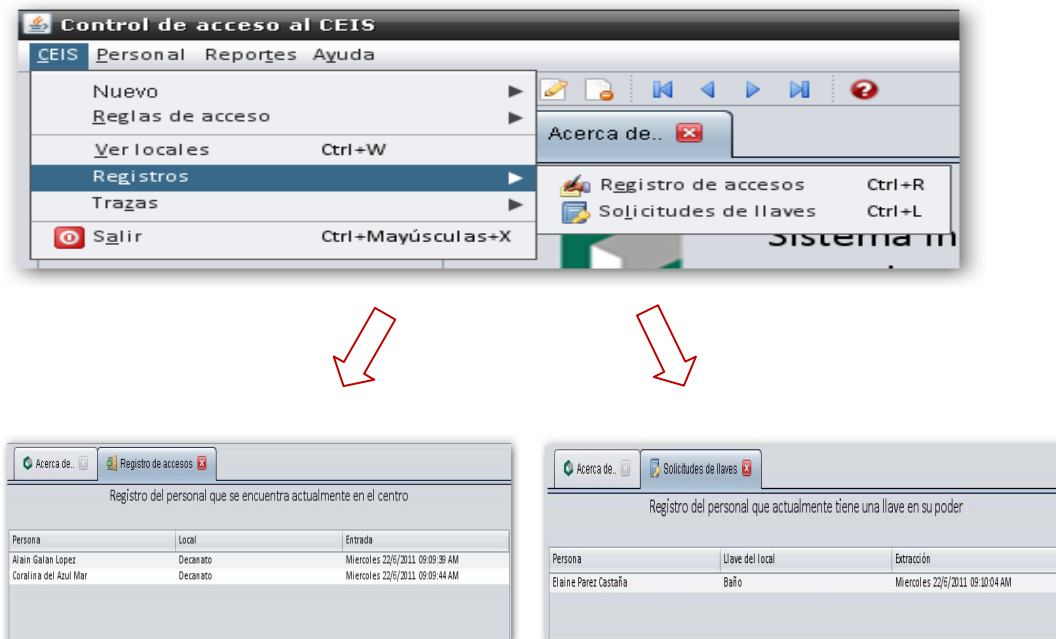 Control de acceso al CEIS
CEIS Personal Reportes Ayuda
Nuevo
Reglas de acceso
Ver locales Ctrl+W
Registros
Trazas
Salir Ctrl+Mayúsculas+X
Acerca de..
Registro de accesos Ctrl+R
Solicitudes de llaves Ctrl+L
Sistema in
Acerca de.. Registro de accesos
Registro del personal que se encuentra actualmente en el centro
Persona Local Entrada
Alain Galan Lopez Decanato Miercoles 22/6/2011 09:09:39 AM
Coralina del Azul Mar Decanato Miercoles 22/6/2011 09:09:44 AM
Acerca de.. Solicitudes de llaves
Registro del personal que actualmente tiene una llave en su poder
Persona Llave del local Extracción
Elaine Parez Castaña Baño Miercoles 22/6/2011 09:10:04 AM